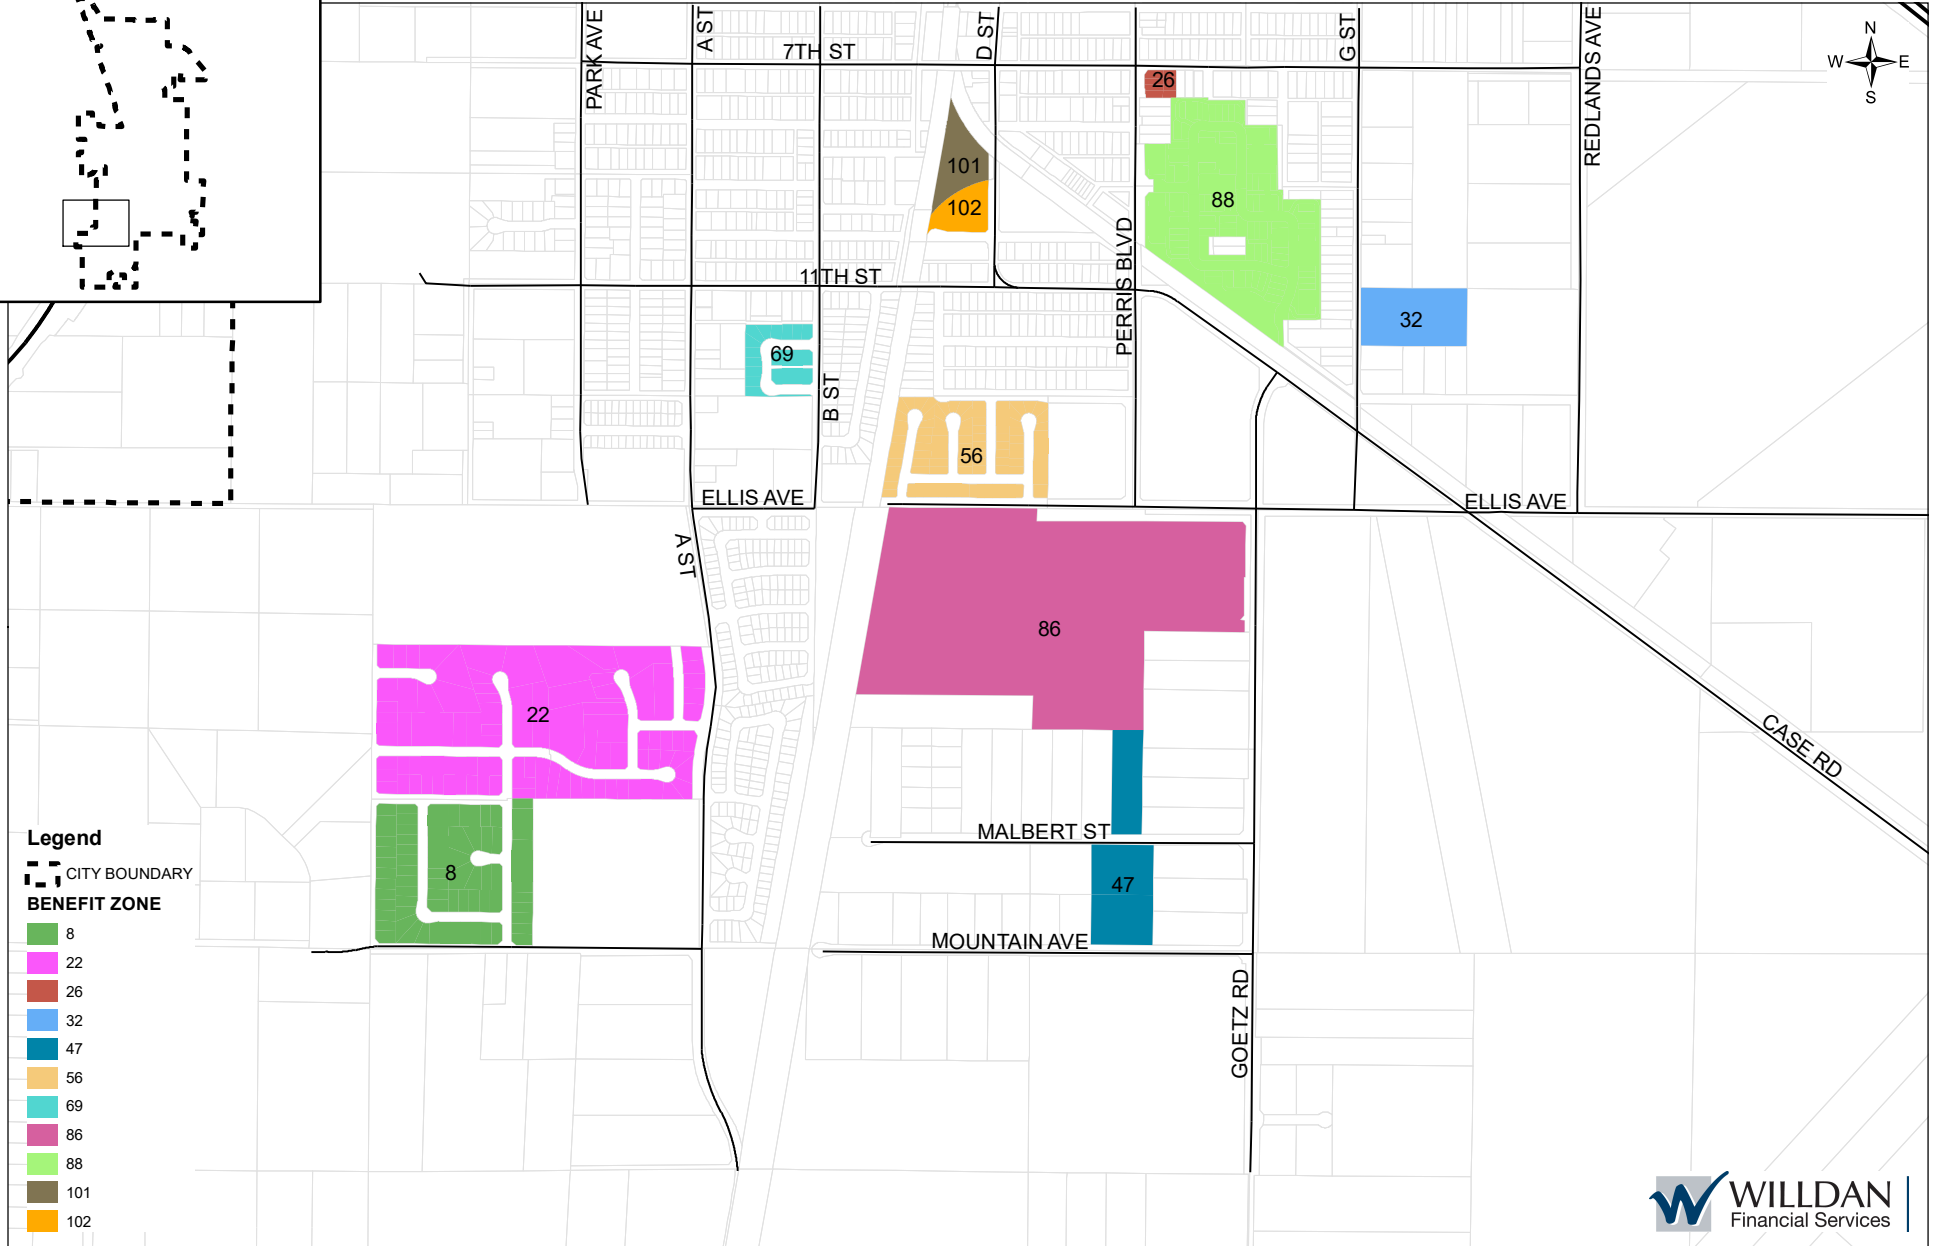 PARK AVE
A ST
7TH ST
D ST
G ST
REDLANDS AVE
N
W E
S
26
101
102
88
PERRIS BLVD
11TH ST
32
69
B ST
56
ELLIS AVE
ELLIS AVE
A ST
86
22
CASE RD
MALBERT ST
8
47
MOUNTAIN AVE
GOETZ RD
Legend
CITY BOUNDARY
BENEFIT ZONE
8
22
26
32
47
56
69
86
88
101
102
WILLDAN
Financial Services